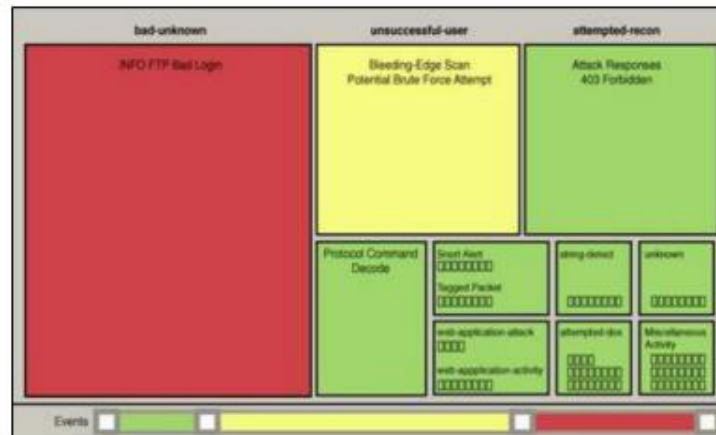 bad-unknown
unsuccessful-user
attempted-recon
INFO FTP Bad Login
Bleeding-Edge Scan
Potential Brute Force Attempt
Attack Responses
403 Forbidden
Protocol Command
Decode
Snort Alert
Tagged Packet
string-detect
unknown
web-application-attack
web-appplication-activity
attempted-dos
Miscellaneous
Activity
Events